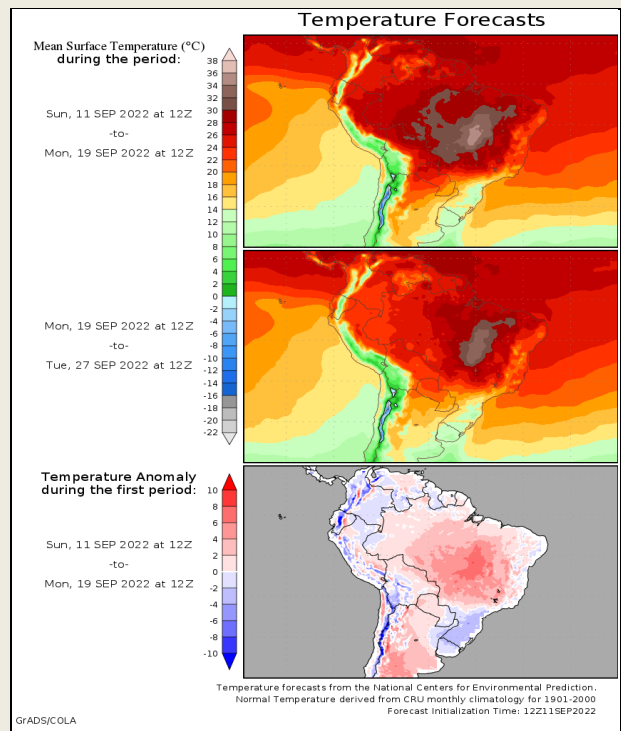 Temperature Forecasts
Mean Surface Temperature (°C)
during the period:
Sun, 11 SEP 2022 at 12Z
-to-
Mon, 19 SEP 2022 at 12Z
38
36
34
32
30
28
26
24
22
20
18
16
14
12
10
8
6
4
2
0
-2
-4
-6
-8
-10
-12
-14
-16
-18
-20
-22
Mon, 19 SEP 2022 at 12Z
-to-
Tue, 27 SEP 2022 at 12Z
Temperature Anomaly
during the first period:
Sun, 11 SEP 2022 at 12Z
-to-
Mon, 19 SEP 2022 at 12Z
10
8
6
4
2
0
-2
-4
-6
-8
-10
Temperature forecasts from the National Centers for Environmental Prediction.
Normal Temperature derived from CRU monthly climatology for 1901-2000
Forecast Initialization Time: 12Z11SEP2022
GrADS/COLA